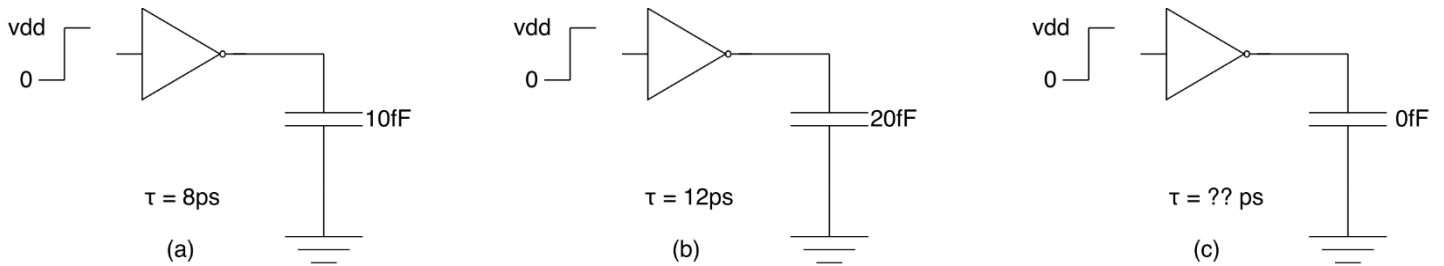 vdd
0
10fF
τ = 8ps
(a)
vdd
0
20fF
τ = 12ps
(b)
vdd
0
0fF
τ = ?? ps
(c)